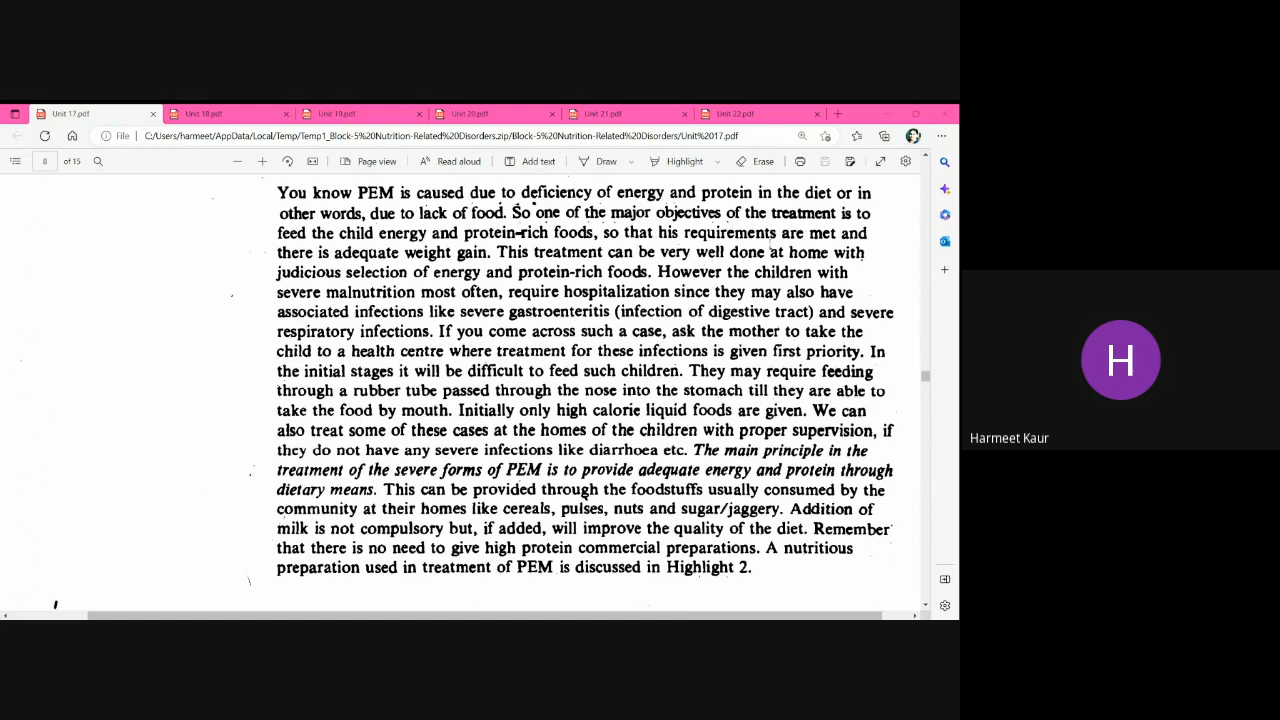 Unit 17.pdf
Unit 18.pdf
Unit 19.pdf
Unit 20.pdf
Unit 21.pdf
Unit 22.pdf
File
C:/Users/harmeet/AppData/Local/Temp/Temp1_Block-5%20Nutrition-Related%20Disorders.zip/Block-5%20Nutrition-Related%20Disorders/Unit%2017.pdf
8 of 15
Page view
Read aloud
Add text
Draw
Highlight
Erase
You know PEM is caused due to deficiency of energy and protein in the diet or in
other words, due to lack of food. So one of the major objectives of the treatment is to
feed the child energy and protein-rich foods, so that his requirements are met and
there is adequate weight gain. This treatment can be very well done at home with
judicious selection of energy and protein-rich foods. However the children with
severe malnutrition most often, require hospitalization since they may also have
associated infections like severe gastroenteritis (infection of digestive tract) and severe
respiratory infections. If you come across such a case, ask the mother to take the
child to a health centre where treatment for these infections is given first priority. In
the initial stages it will be difficult to feed such children. They may require feeding
through a rubber tube passed through the nose into the stomach till they are able to
take the food by mouth. Initially only high calorie liquid foods are given. We can
also treat some of these cases at the homes of the children with proper supervision, if
they do not have any severe infections like diarrhoea etc. The main principle in the
treatment of the severe forms of PEM is to provide adequate energy and protein through
dietary means. This can be provided through the foodstuffs usually consumed by the
community at their homes like cereals, pulses, nuts and sugar/jaggery. Addition of
milk is not compulsory but, if added, will improve the quality of the diet. Remember
that there is no need to give high protein commercial preparations. A nutritious
preparation used in treatment of PEM is discussed in Highlight 2.
H
Harmeet Kaur